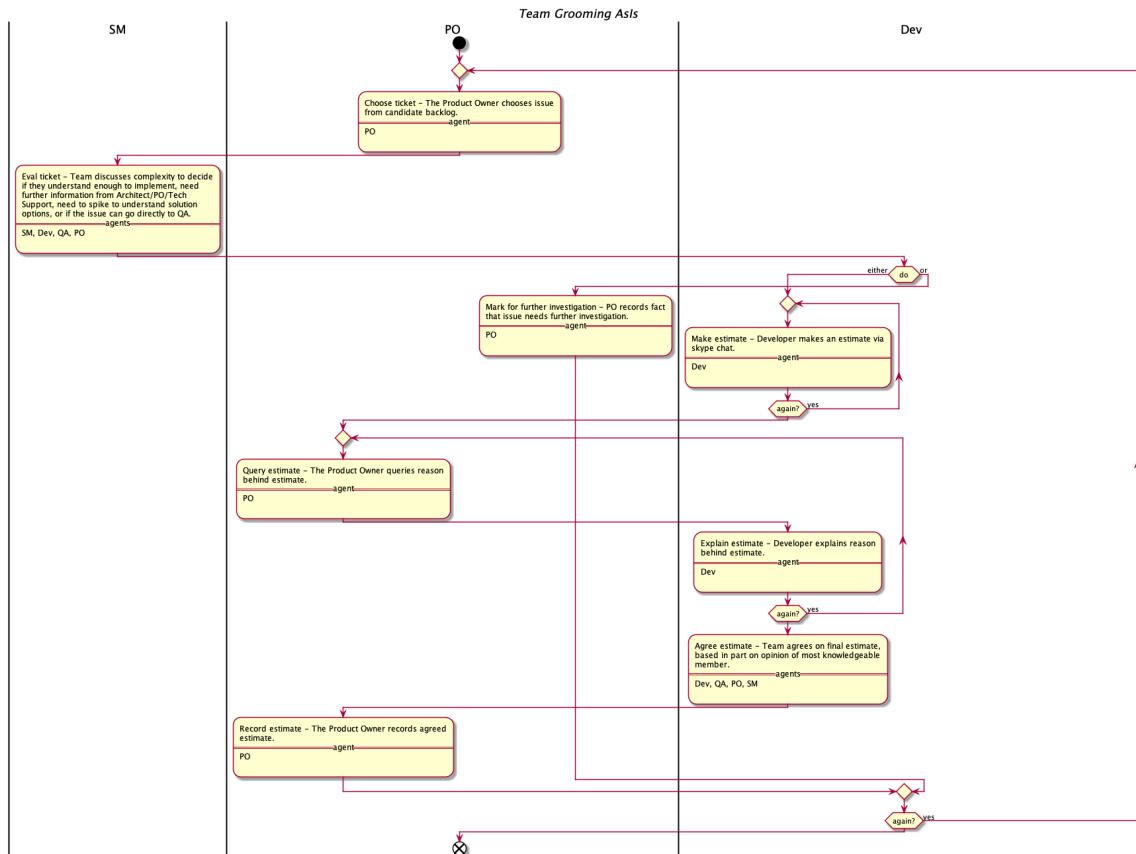 Team Grooming AsIs
SM
PO
Dev
Choose ticket – The Product Owner chooses issue
from candidate backlog.
agent
PO
Eval ticket – Team discusses complexity to decide
if they understand enough to implement, need
further information from Architect/PO/Tech
Support, need to spike to understand solution
options, or if the issue can go directly to QA.
agents
SM, Dev, QA, PO
either
do
or
Mark for further investigation – PO records fact
that issue needs further investigation.
agent
PO
Make estimate – Developer makes an estimate via
skype chat.
agent
Dev
again?
yes
Query estimate – The Product Owner queries reason
behind estimate.
agent
PO
Explain estimate – Developer explains reason
behind estimate.
agent
Dev
again?
yes
Agree estimate – Team agrees on final estimate,
based in part on opinion of most knowledgeable
member.
agents
Dev, QA, PO, SM
Record estimate – The Product Owner records agreed
estimate.
agent
PO
again?
yes